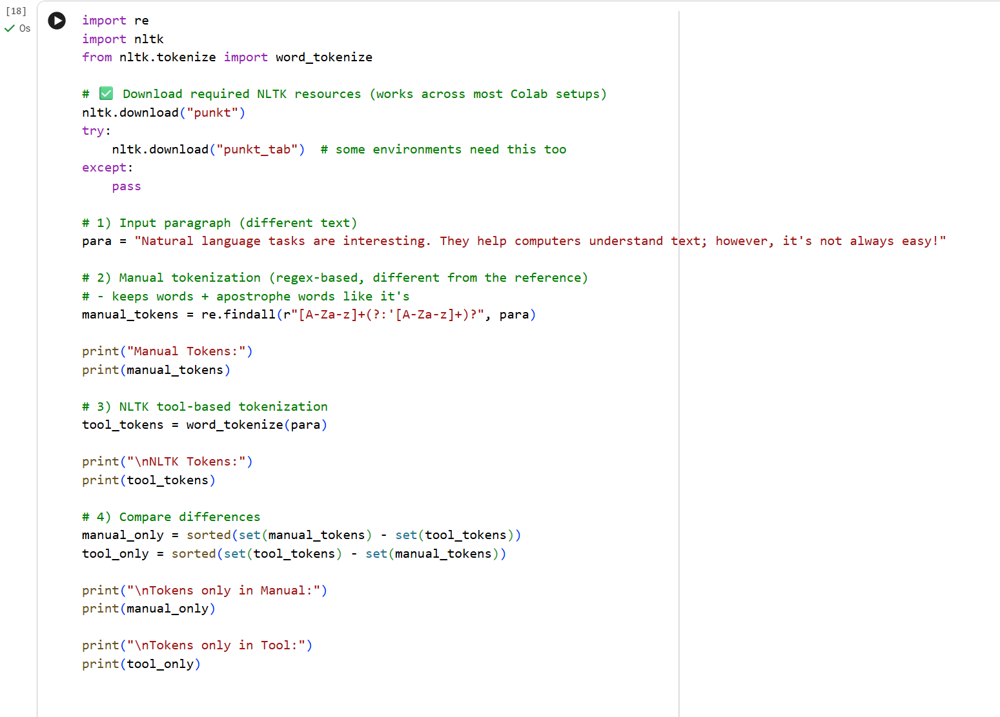 [18]
0s
import re
import nltk
from nltk.tokenize import word_tokenize
# ✅ Download required NLTK resources (works across most Colab setups)
nltk.download("punkt")
try:
    nltk.download("punkt_tab")  # some environments need this too
except:
    pass
# 1) Input paragraph (different text)
para = "Natural language tasks are interesting. They help computers understand text; however, it's not always easy!"
# 2) Manual tokenization (regex-based, different from the reference)
# - keeps words + apostrophe words like it's
manual_tokens = re.findall(r"[A-Za-z]+(?:'[A-Za-z]+)?", para)
print("Manual Tokens:")
print(manual_tokens)
# 3) NLTK tool-based tokenization
tool_tokens = word_tokenize(para)
print("\nNLTK Tokens:")
print(tool_tokens)
# 4) Compare differences
manual_only = sorted(set(manual_tokens) - set(tool_tokens))
tool_only = sorted(set(tool_tokens) - set(manual_tokens))
print("\nTokens only in Manual:")
print(manual_only)
print("\nTokens only in Tool:")
print(tool_only)